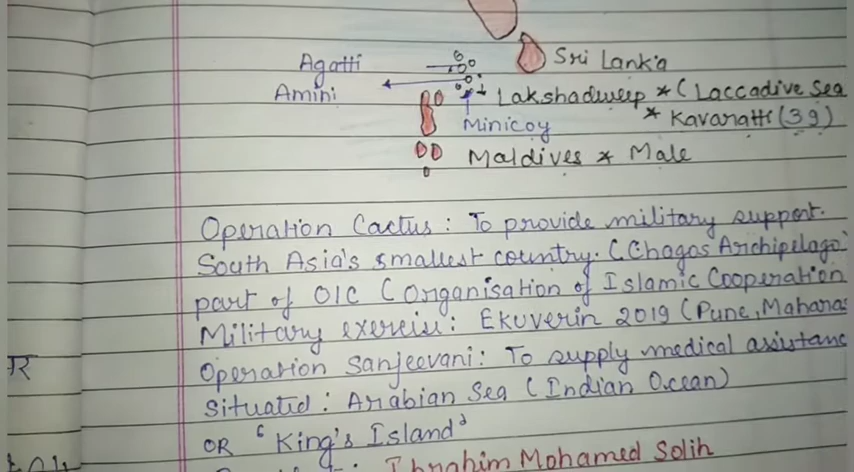 Sri Lanka
Agatti
Amini
Lakshadweep * (Laccadive Sea
* Kavaratti (39)
Minicoy
Maldives * Male
Operation Cactus : To provide military support.
South Asia's smallest country. (Chagos Archipelago
part of OIC (Organisation of Islamic Cooperation
Military exercise : Ekuverin 2019 (Pune, Maharas
Operation Sanjeevani : To supply medical assistanc
Situated : Arabian Sea (Indian Ocean)
र
OR 'King's Island'
Ibrahim Mohamed Solih